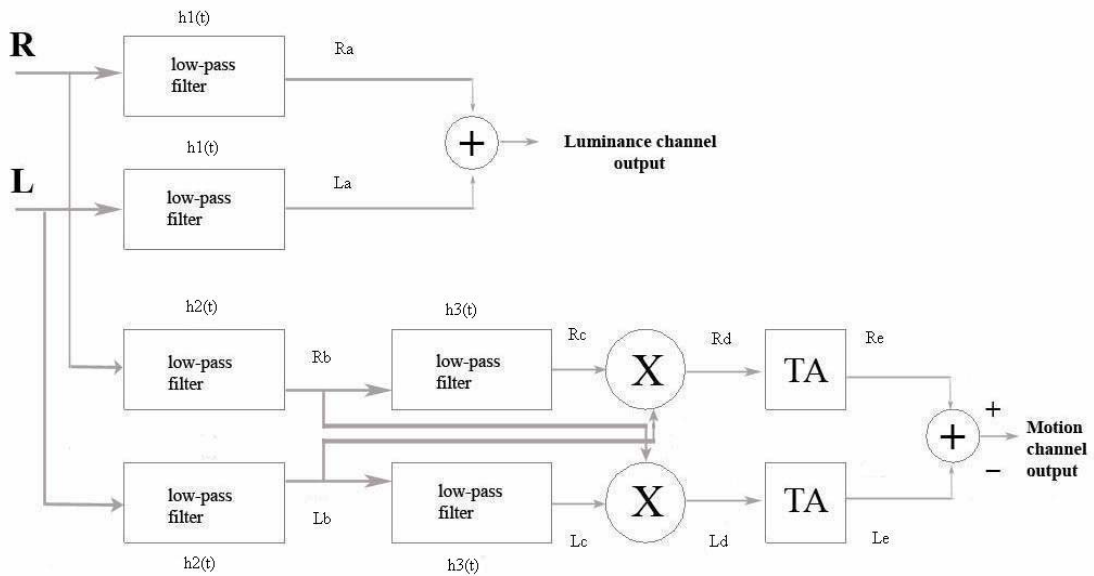 h1(t)
R
low-pass
filter
Ra
h1(t)
+
Luminance channel
output
L
low-pass
filter
La
h2(t)
h3(t)
low-pass
filter
Rb
low-pass
filter
Rc
X
Rd
TA
Re
+
+
−
Motion
channel
output
low-pass
filter
Lb
low-pass
filter
Lc
X
Ld
TA
Le
h2(t)
h3(t)